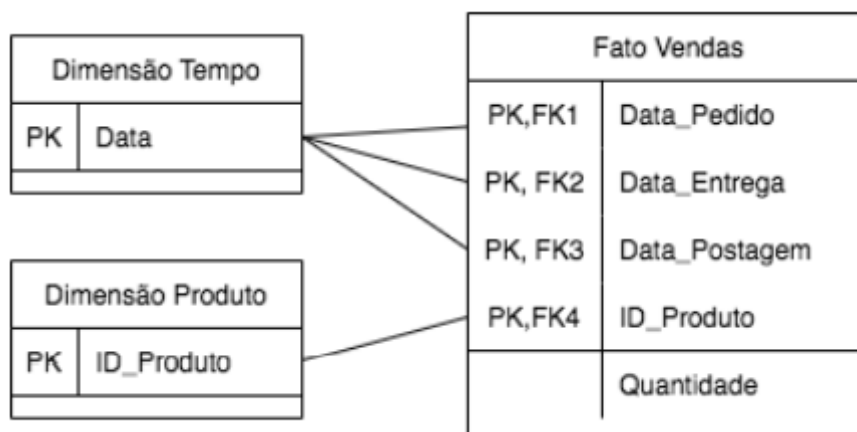 Dimensão Tempo
PK Data
Dimensão Produto
PK ID_Produto
Fato Vendas
PK,FK1 Data_Pedido
PK, FK2 Data_Entrega
PK, FK3 Data_Postagem
PK,FK4 ID_Produto
Quantidade